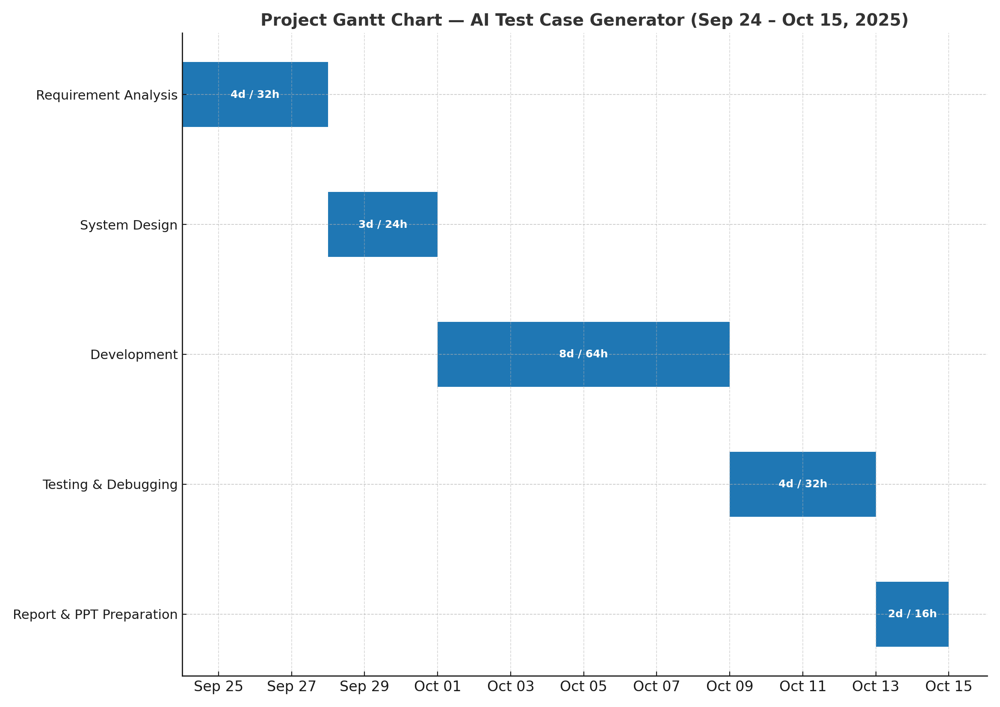 Project Gantt Chart — AI Test Case Generator (Sep 24 – Oct 15, 2025)
Requirement Analysis
4d / 32h
System Design
3d / 24h
Development
8d / 64h
Testing & Debugging
4d / 32h
Report & PPT Preparation
2d / 16h
Sep 25 Sep 27 Sep 29 Oct 01 Oct 03 Oct 05 Oct 07 Oct 09 Oct 11 Oct 13 Oct 15